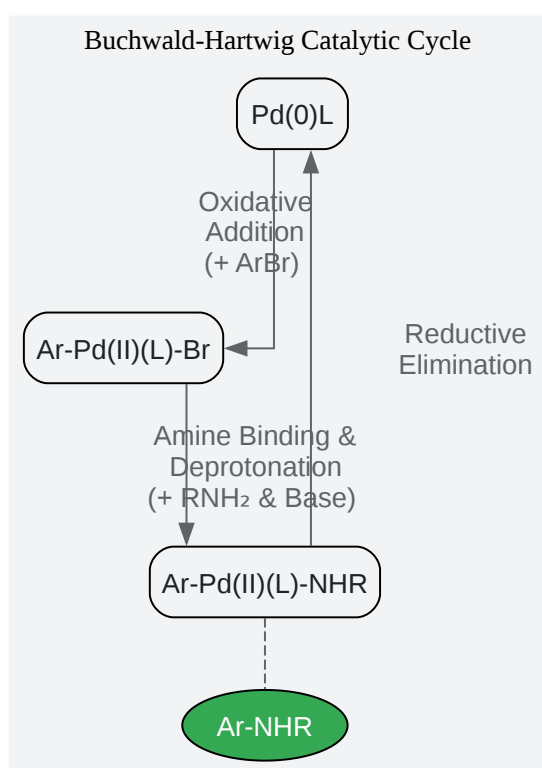 Buchwald-Hartwig Catalytic Cycle
Pd(0)L
Oxidative
Addition
(+ ArBr)
Ar-Pd(II)(L)-Br
Reductive
Elimination
Amine Binding &
Deprotonation
(+ RNH₂ & Base)
Ar-Pd(II)(L)-NHR
Ar-NHR